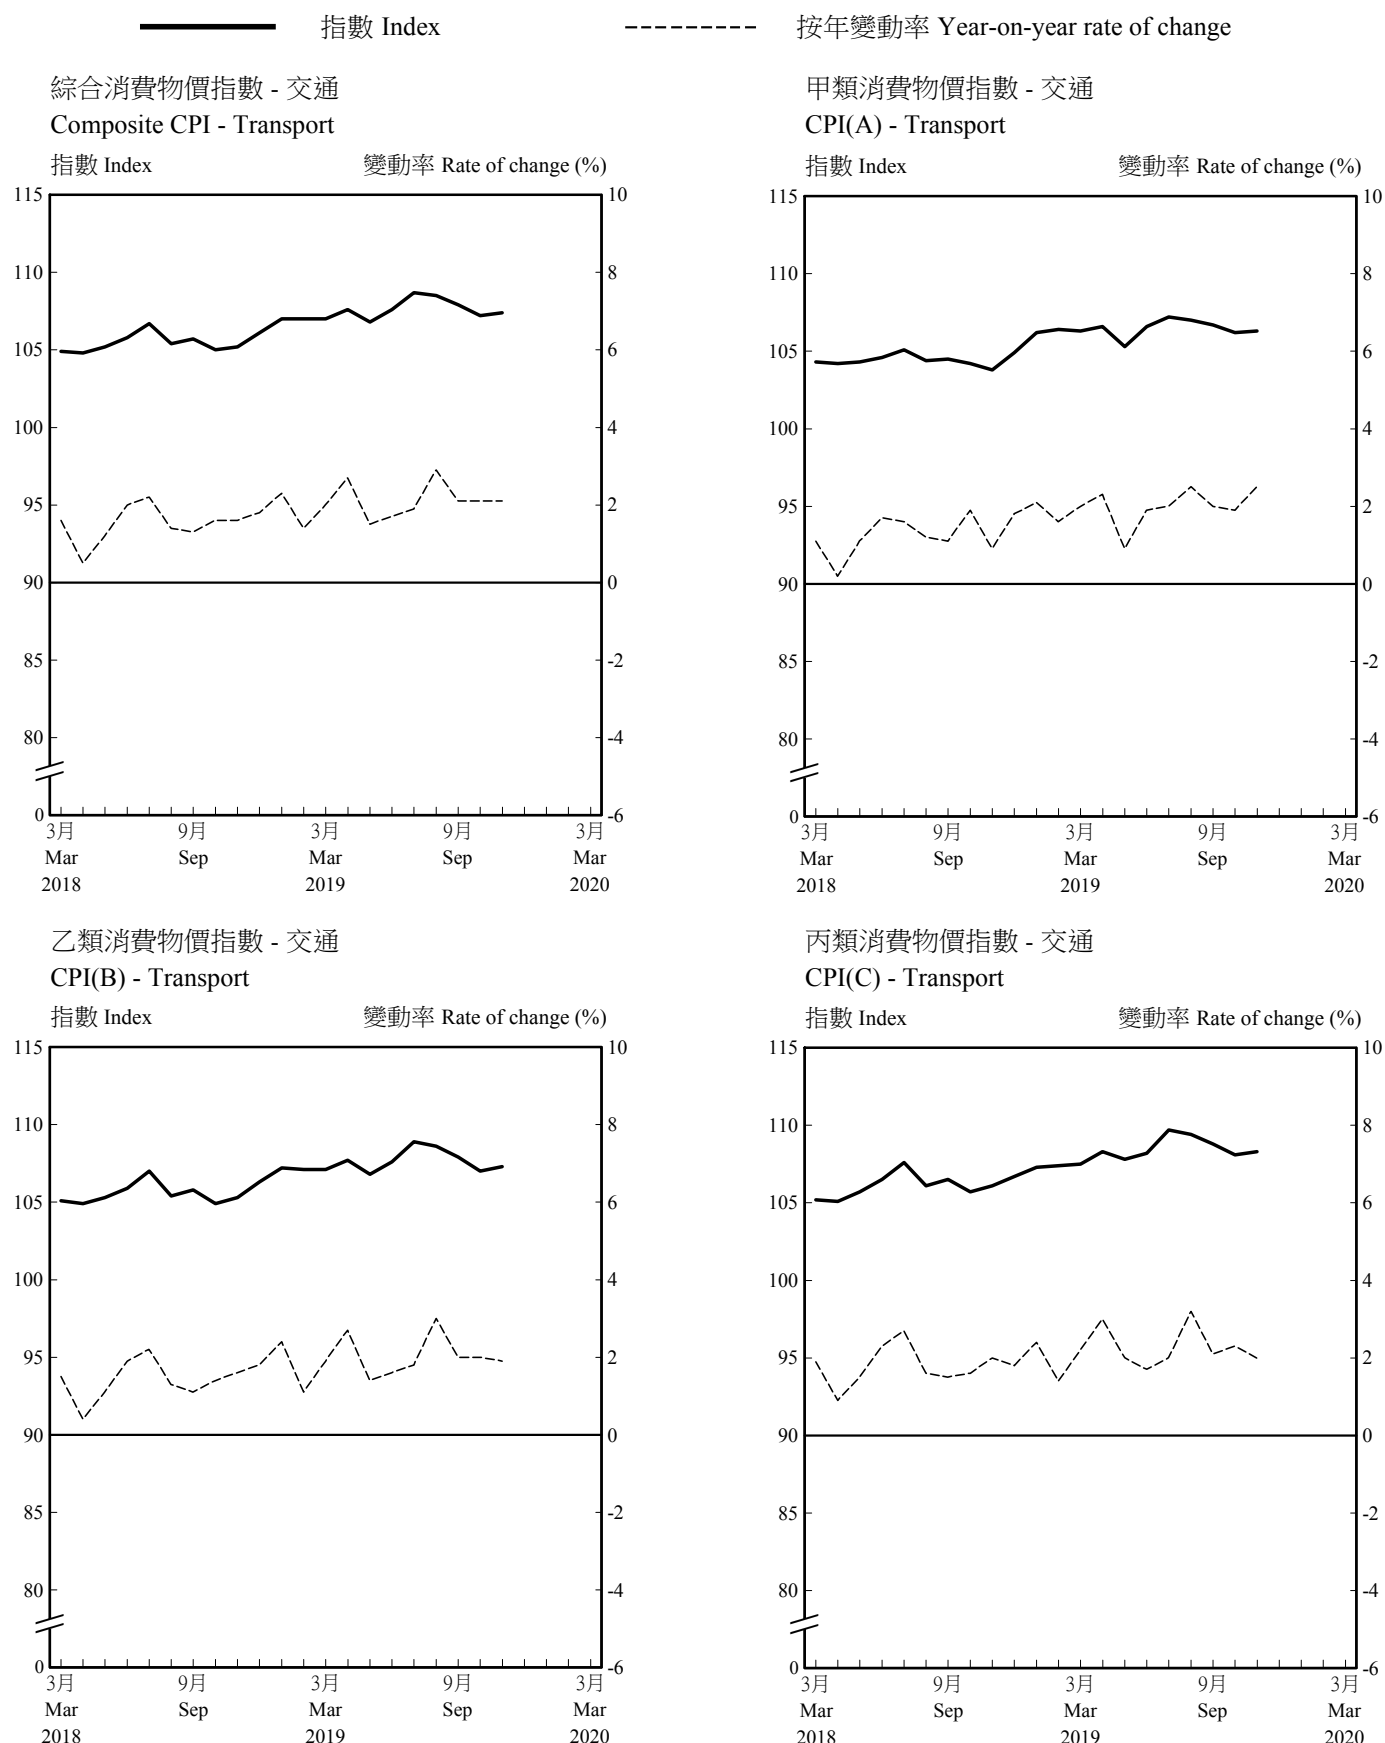 指數 Index
按年變動率 Year-on-year rate of change
綜合消費物價指數 - 交通
Composite CPI - Transport
指數 Index 變動率 Rate of change (%)
115 10
110 8
105 6
100 4
95 2
90 0
85 -2
80 -4
0 -6
3月 9月 3月 9月 3月
Mar Sep Mar Sep Mar
2018 2019 2020
甲類消費物價指數 - 交通
CPI(A) - Transport
指數 Index 變動率 Rate of change (%)
115 10
110 8
105 6
100 4
95 2
90 0
85 -2
80 -4
0 -6
3月 9月 3月 9月 3月
Mar Sep Mar Sep Mar
2018 2019 2020
乙類消費物價指數 - 交通
CPI(B) - Transport
指數 Index 變動率 Rate of change (%)
115 10
110 8
105 6
100 4
95 2
90 0
85 -2
80 -4
0 -6
3月 9月 3月 9月 3月
Mar Sep Mar Sep Mar
2018 2019 2020
丙類消費物價指數 - 交通
CPI(C) - Transport
指數 Index 變動率 Rate of change (%)
115 10
110 8
105 6
100 4
95 2
90 0
85 -2
80 -4
0 -6
3月 9月 3月 9月 3月
Mar Sep Mar Sep Mar
2018 2019 2020